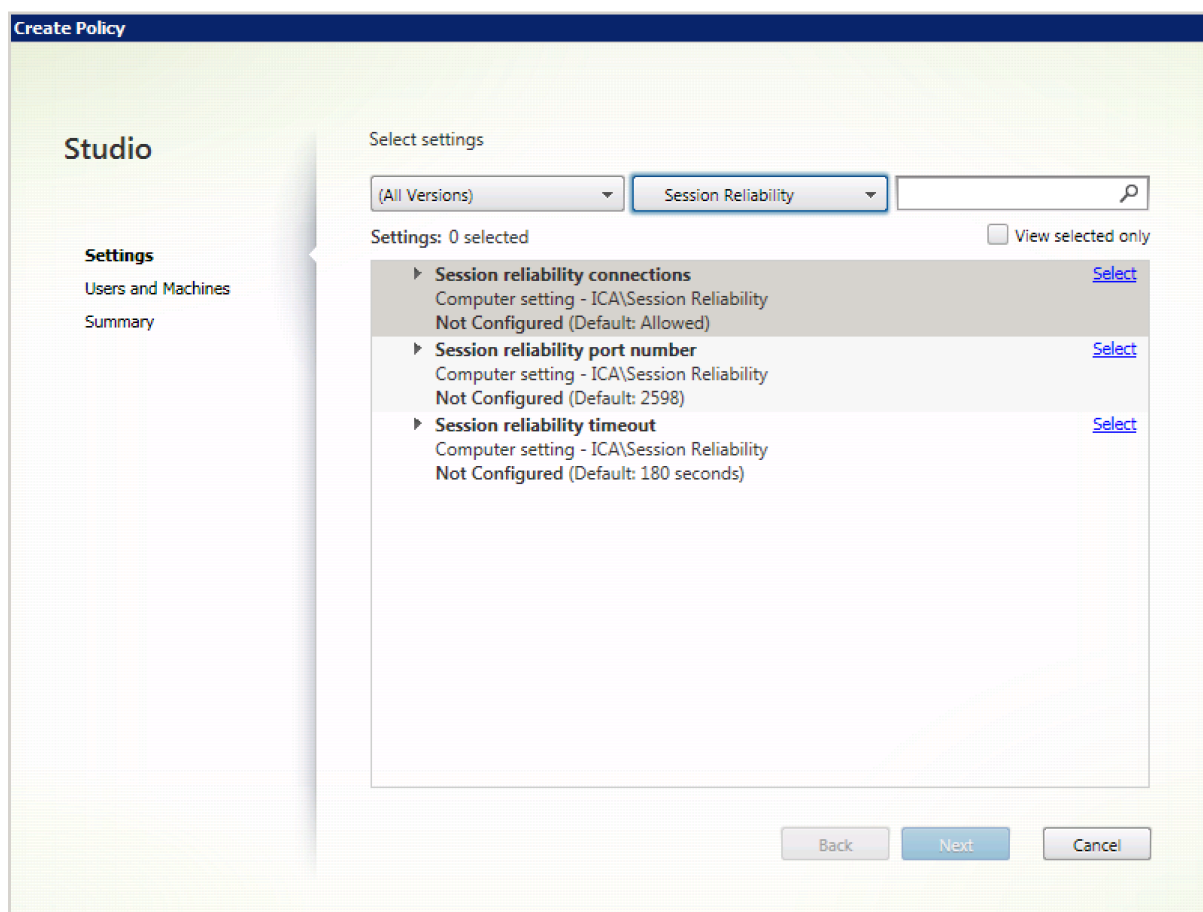 Create Policy
Studio
Select settings
(All Versions)
Session Reliability
Settings: 0 selected
View selected only
Settings
Users and Machines
Summary
Session reliability connections
Select
Computer setting - ICA\Session Reliability
Not Configured (Default: Allowed)
Session reliability port number
Select
Computer setting - ICA\Session Reliability
Not Configured (Default: 2598)
Session reliability timeout
Select
Computer setting - ICA\Session Reliability
Not Configured (Default: 180 seconds)
Back
Next
Cancel